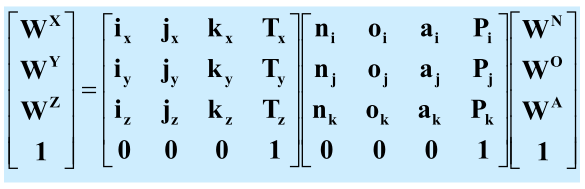 W^X i_x j_x k_x T_x n_i o_i a_i P_i W^N
W^Y = i_y j_y k_y T_y n_j o_j a_j P_j W^O
W^Z i_z j_z k_z T_z n_k o_k a_k P_k W^A
1 0 0 0 1 0 0 0 1 1